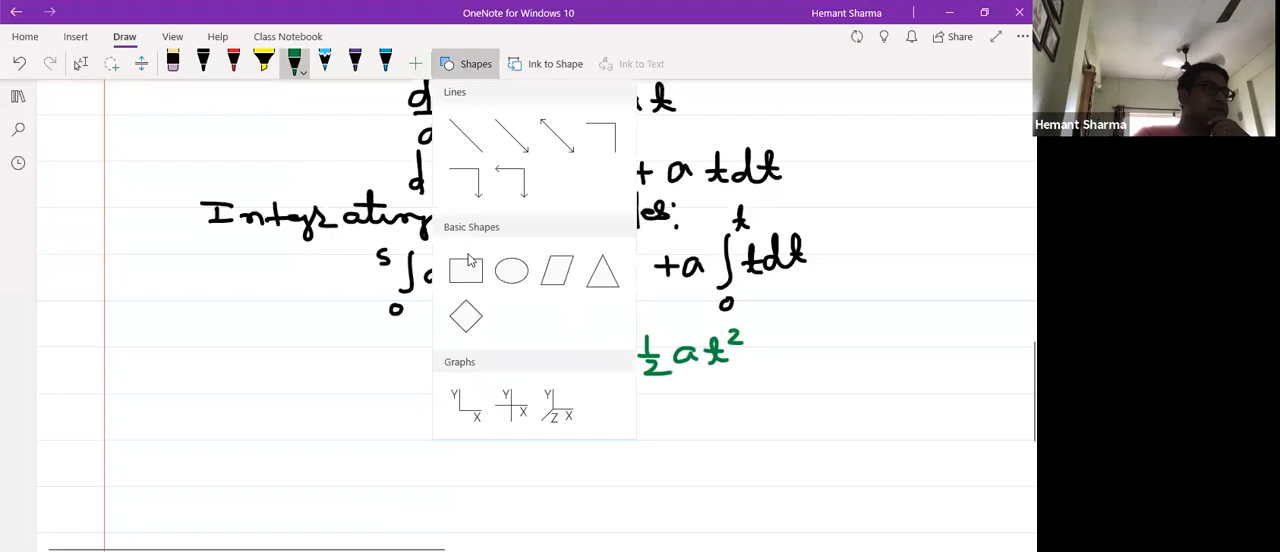 OneNote for Windows 10
Hemant Sharma
Home Insert Draw View Help Class Notebook
Share
Shapes Ink to Shape Ink to Text
Hemant Sharma
Lines
t
+ a tdt
Integrating
t
s ∫ +a ∫ tdt
0 0
Basic Shapes
1/2 at²
Graphs
Y X Y X Y Z X